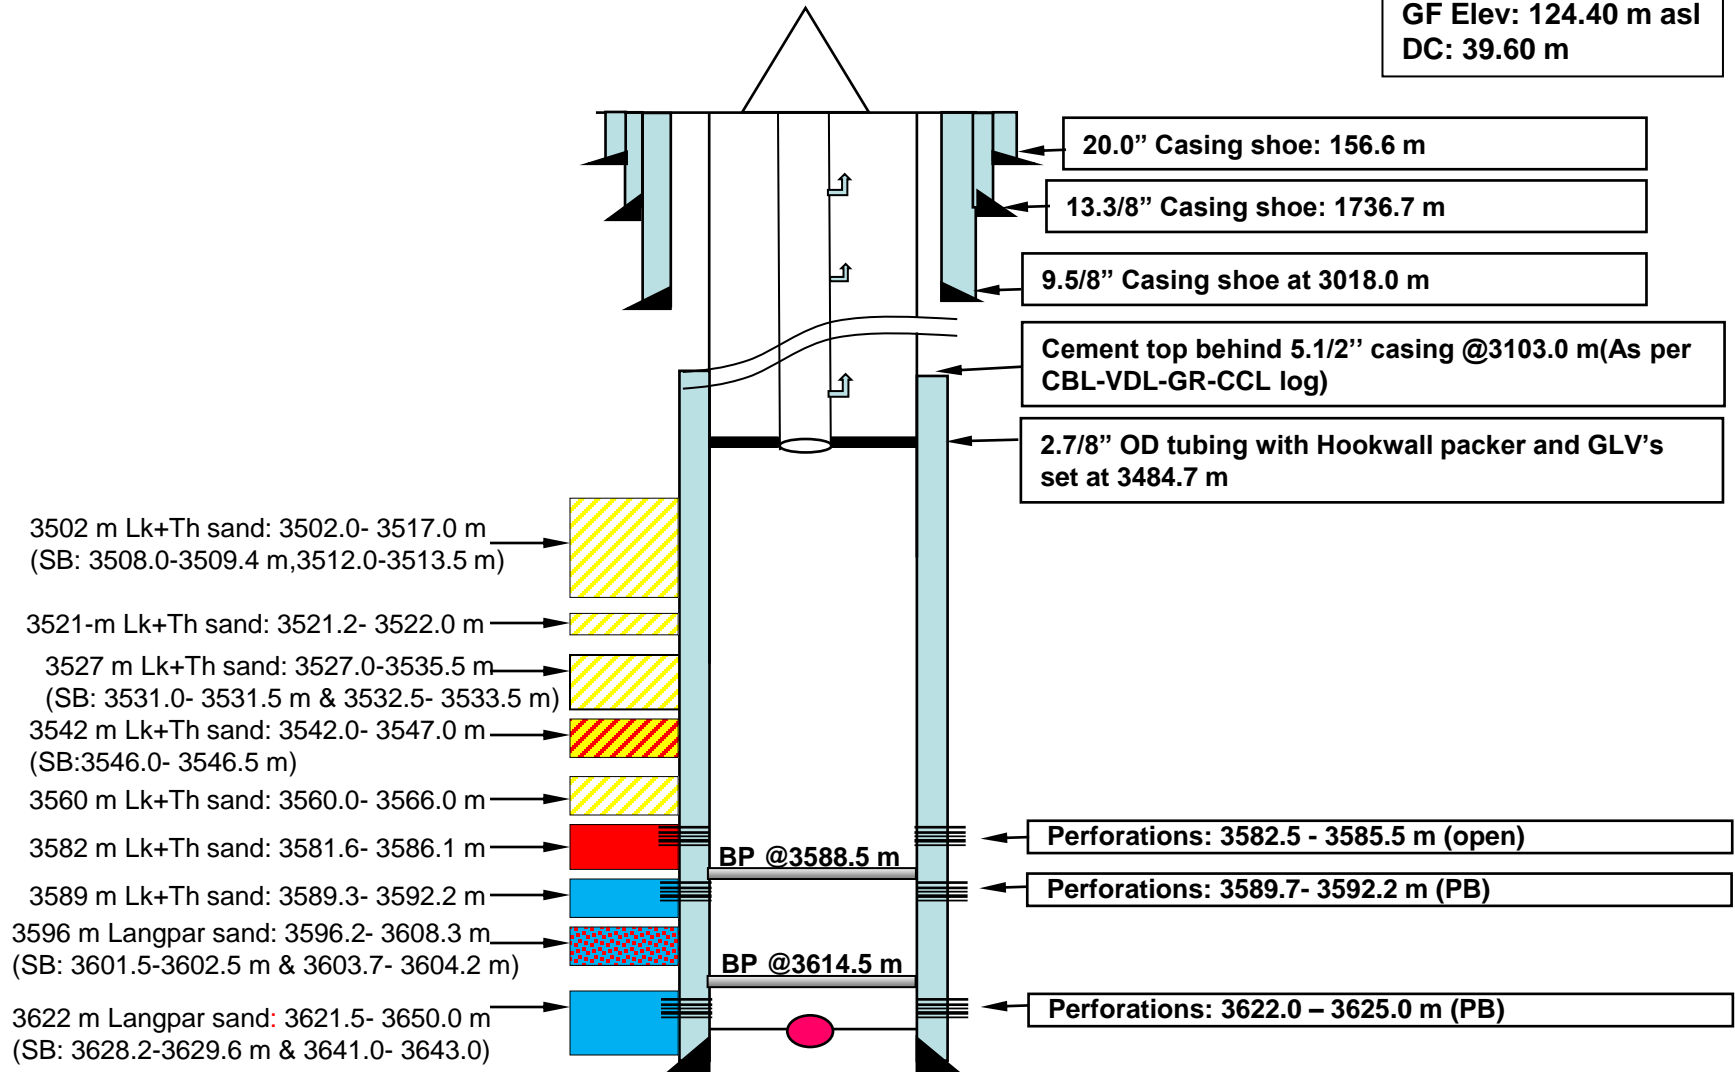 GF Elev: 124.40 m asl
DC: 39.60 m
20.0” Casing shoe: 156.6 m
13.3/8” Casing shoe: 1736.7 m
9.5/8” Casing shoe at 3018.0 m
Cement top behind 5.1/2’’ casing @3103.0 m(As per
CBL-VDL-GR-CCL log)
2.7/8” OD tubing with Hookwall packer and GLV’s
set at 3484.7 m
3502 m Lk+Th sand: 3502.0- 3517.0 m
(SB: 3508.0-3509.4 m,3512.0-3513.5 m)
3521-m Lk+Th sand: 3521.2- 3522.0 m
3527 m Lk+Th sand: 3527.0-3535.5 m
(SB: 3531.0- 3531.5 m & 3532.5- 3533.5 m)
3542 m Lk+Th sand: 3542.0- 3547.0 m
(SB:3546.0- 3546.5 m)
3560 m Lk+Th sand: 3560.0- 3566.0 m
3582 m Lk+Th sand: 3581.6- 3586.1 m
Perforations: 3582.5 - 3585.5 m (open)
BP @3588.5 m
3589 m Lk+Th sand: 3589.3- 3592.2 m
Perforations: 3589.7- 3592.2 m (PB)
3596 m Langpar sand: 3596.2- 3608.3 m
(SB: 3601.5-3602.5 m & 3603.7- 3604.2 m)
BP @3614.5 m
3622 m Langpar sand: 3621.5- 3650.0 m
(SB: 3628.2-3629.6 m & 3641.0- 3643.0)
Perforations: 3622.0 – 3625.0 m (PB)